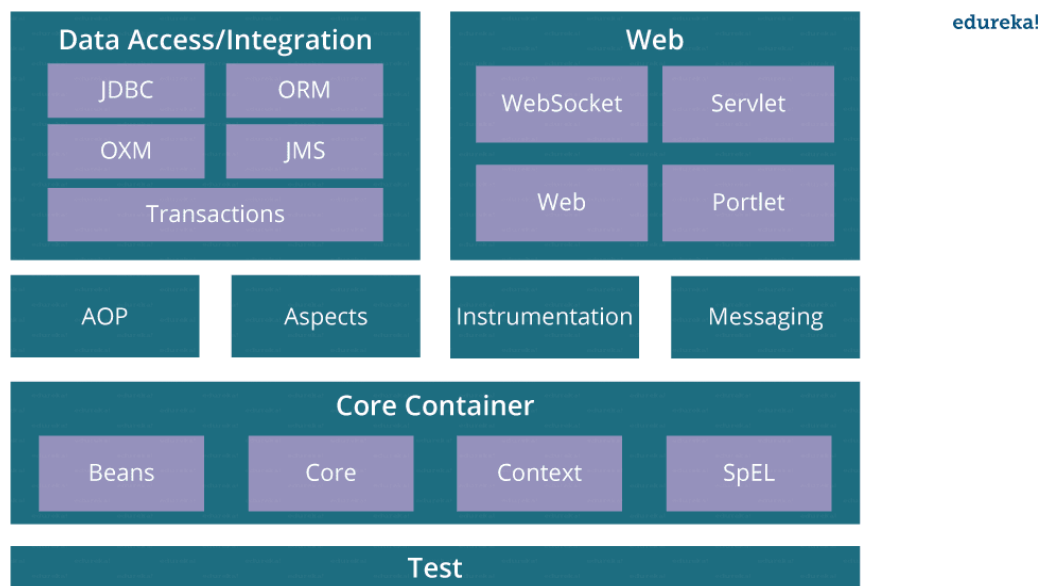 edureka!
Data Access/Integration
JDBC
ORM
OXM
JMS
Transactions
Web
WebSocket
Servlet
Web
Portlet
AOP
Aspects
Instrumentation
Messaging
Core Container
Beans
Core
Context
SpEL
Test